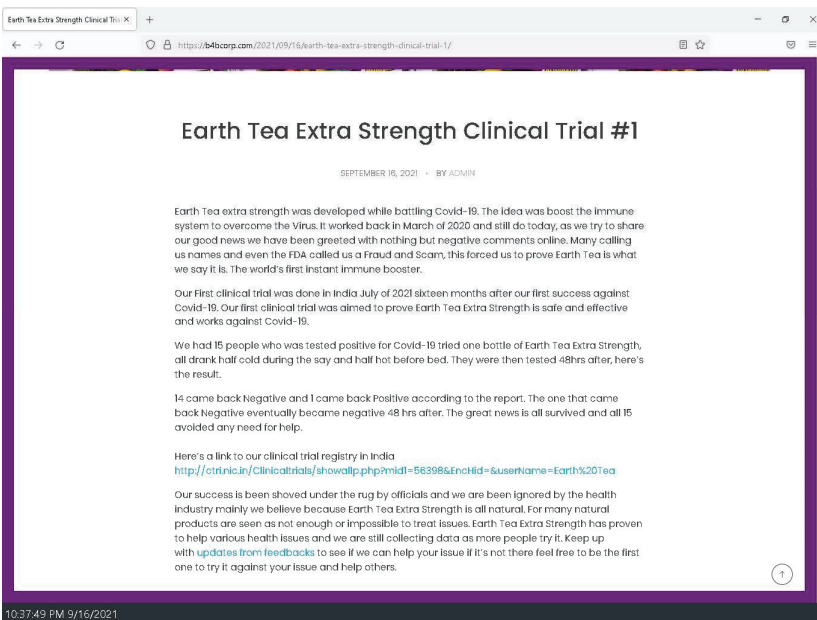 Earth Tea Extra Strength Clinical Tria
https://b4bcorp.com/2021/09/16/earth-tea-extra-strength-clinical-trial-1/
Earth Tea Extra Strength Clinical Trial #1
SEPTEMBER 16, 2021 • BY ADMIN
Earth Tea extra strength was developed while battling Covid-19. The idea was boost the immune
system to overcome the Virus. It worked back in March of 2020 and still do today, as we try to share
our good news we have been greeted with nothing but negative comments online. Many calling
us names and even the FDA called us a Fraud and Scam, this forced us to prove Earth Tea is what
we say it is. The world's first instant immune booster.
Our First clinical trial was done in India July of 2021 sixteen months after our first success against
Covid-19. Our first clinical trial was aimed to prove Earth Tea Extra Strength is safe and effective
and works against Covid-19.
We had 15 people who was tested positive for Covid-19 tried one bottle of Earth Tea Extra Strength,
all drank half cold during the say and half hot before bed. They were then tested 48hrs after, here's
the result.
14 came back Negative and 1 came back Positive according to the report. The one that came
back Negative eventually became negative 48 hrs after. The great news is all survived and all 15
avoided any need for help.
Here's a link to our clinical trial registry in India
http://ctri.nic.in/Clinicaltrials/showallp.php?mid1=56398&EncHid=&userName=Earth%20Tea
Our success is been shoved under the rug by officials and we are been ignored by the health
industry mainly we believe because Earth Tea Extra Strength is all natural. For many natural
products are seen as not enough or impossible to treat issues. Earth Tea Extra Strength has proven
to help various health issues and we are still collecting data as more people try it. Keep up
with updates from feedbacks to see if we can help your issue if it's not there feel free to be the first
one to try it against your issue and help others.
10:37:49 PM 9/16/2021